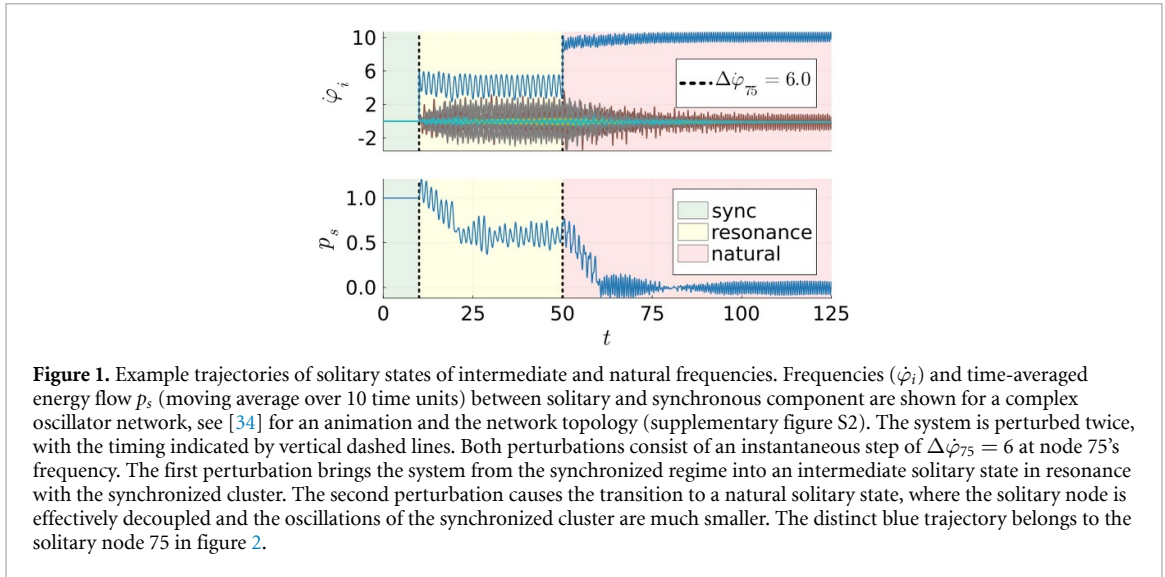 10
6
2
-2
φ̇ᵢ
Δφ̇₇₅ = 6.0
1.0
0.5
0.0
pₛ
sync
resonance
natural
0 25 50 75 100 125
t
Figure 1. Example trajectories of solitary states of intermediate and natural frequencies. Frequencies (φ̇ᵢ) and time-averaged
energy flow pₛ (moving average over 10 time units) between solitary and synchronous component are shown for a complex
oscillator network, see [34] for an animation and the network topology (supplementary figure S2). The system is perturbed twice,
with the timing indicated by vertical dashed lines. Both perturbations consist of an instantaneous step of Δφ̇₇₅ = 6 at node 75's
frequency. The first perturbation brings the system from the synchronized regime into an intermediate solitary state in resonance
with the synchronized cluster. The second perturbation causes the transition to a natural solitary state, where the solitary node is
effectively decoupled and the oscillations of the synchronized cluster are much smaller. The distinct blue trajectory belongs to the
solitary node 75 in figure 2.